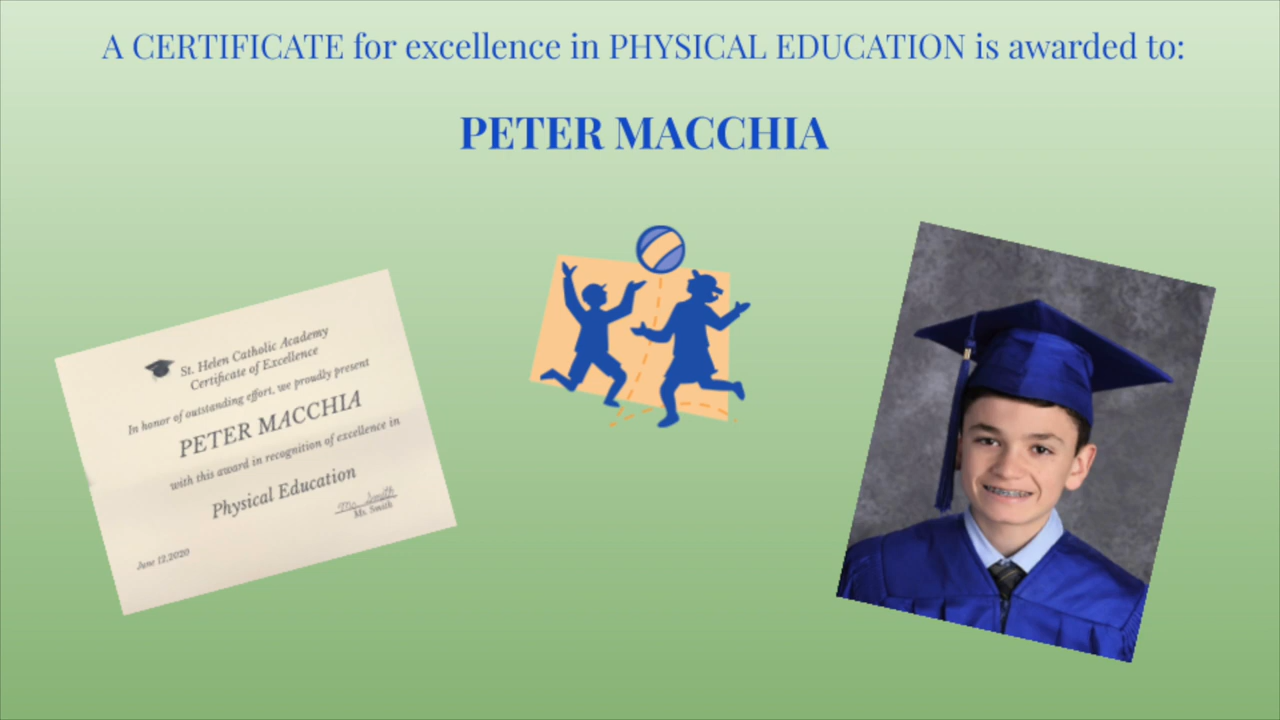 A CERTIFICATE for excellence in PHYSICAL EDUCATION is awarded to:
PETER MACCHIA
St. Helen Catholic Academy
Certificate of Excellence
In honor of outstanding effort, we proudly present
PETER MACCHIA
with this award in recognition of excellence in
Physical Education
Ms. Smith
Ms. Smith
June 12,2020